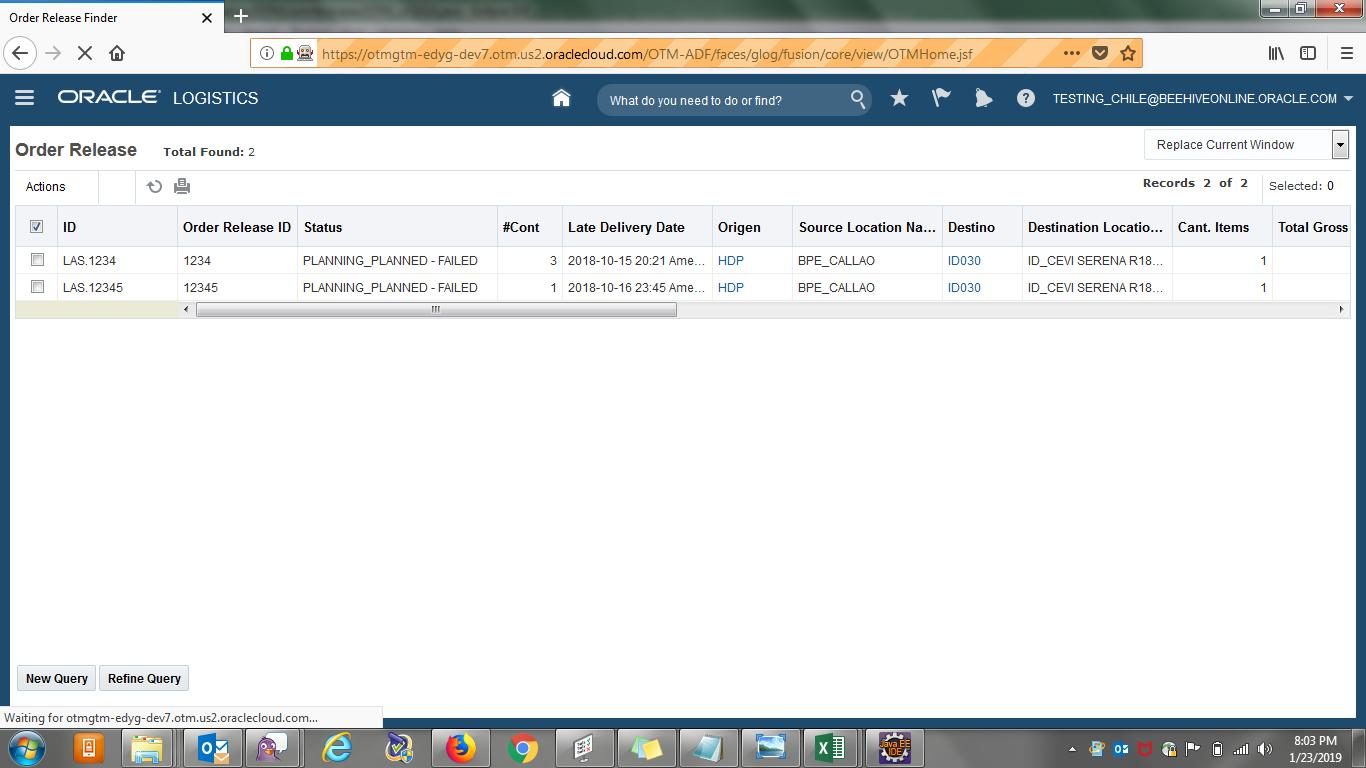 Order Release Finder
https://otmgtm-edyg-dev7.otm.us2.oraclecloud.com/OTM-ADF/faces/glog/fusion/core/view/OTMHome.jsf
ORACLE LOGISTICS What do you need to do or find? TESTING_CHILE@BEEHIVEONLINE.ORACLE.COM
Order Release Total Found: 2 Replace Current Window
Actions Records 2 of 2 Selected: 0
ID Order Release ID Status #Cont Late Delivery Date Origen Source Location Na... Destino Destination Locatio... Cant. Items Total Gross
LAS.1234 1234 PLANNING_PLANNED - FAILED 3 2018-10-15 20:21 Ame... HDP BPE_CALLAO ID030 ID_CEVI SERENA R18... 1
LAS.12345 12345 PLANNING_PLANNED - FAILED 1 2018-10-16 23:45 Ame... HDP BPE_CALLAO ID030 ID_CEVI SERENA R18... 1
New Query Refine Query
Waiting for otmgtm-edyg-dev7.otm.us2.oraclecloud.com...
Java EE
IDE
8:03 PM
1/23/2019